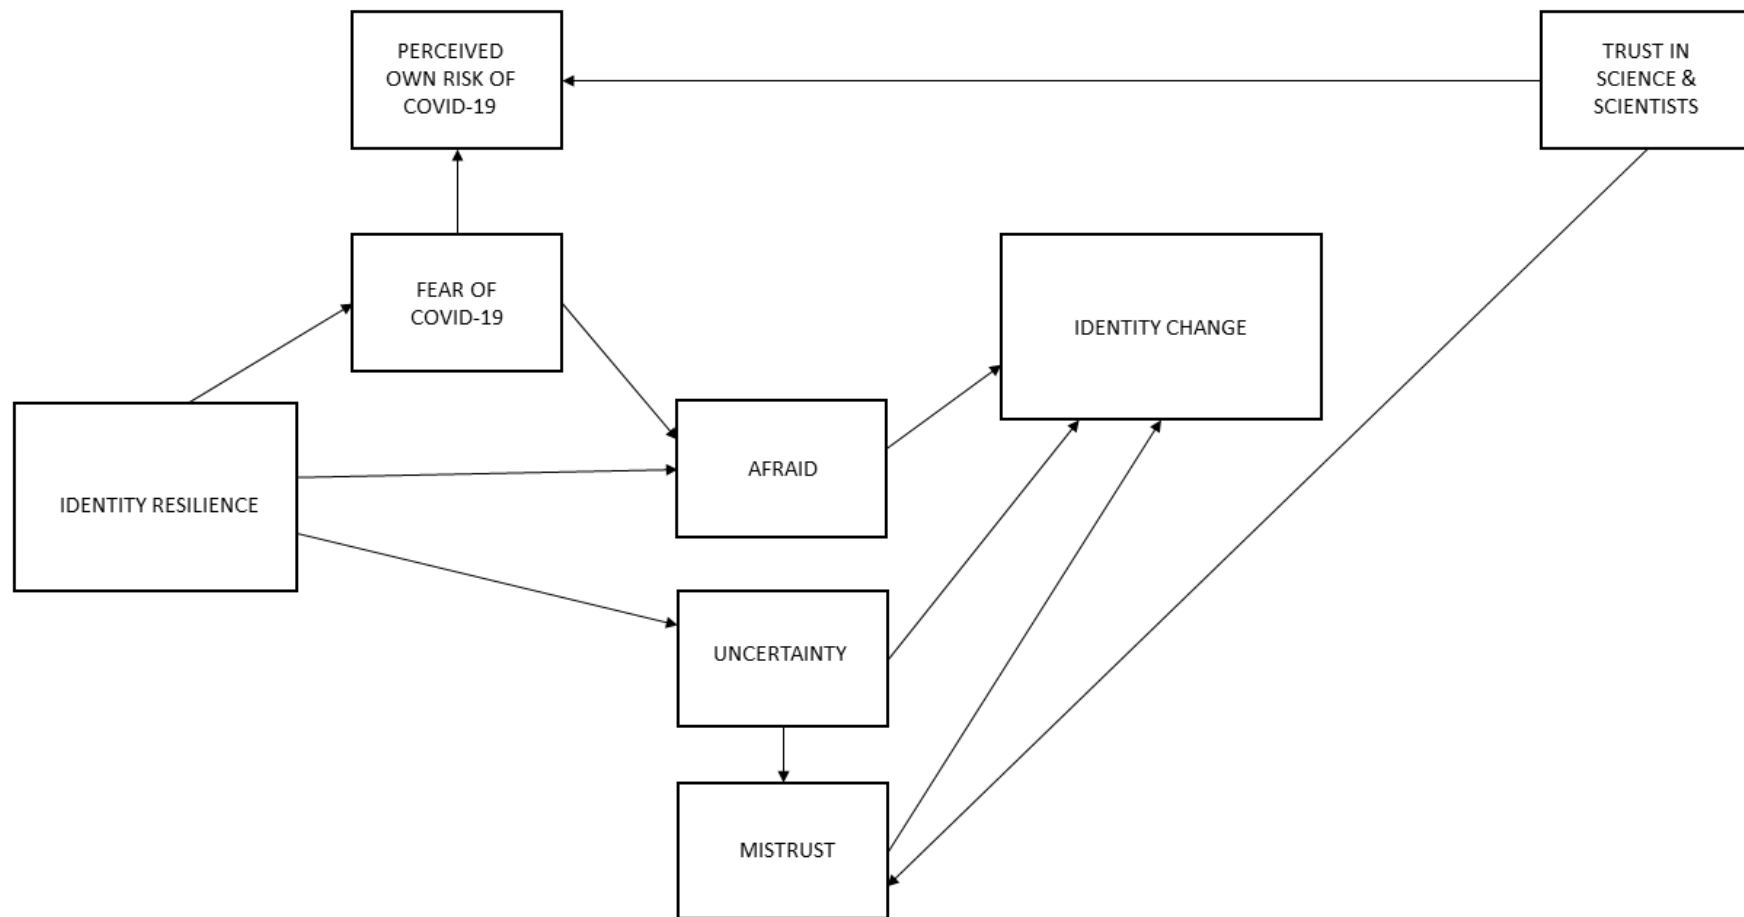 PERCEIVED
OWN RISK OF
COVID-19
TRUST IN
SCIENCE &
SCIENTISTS
FEAR OF
COVID-19
IDENTITY CHANGE
AFRAID
IDENTITY RESILIENCE
UNCERTAINTY
MISTRUST